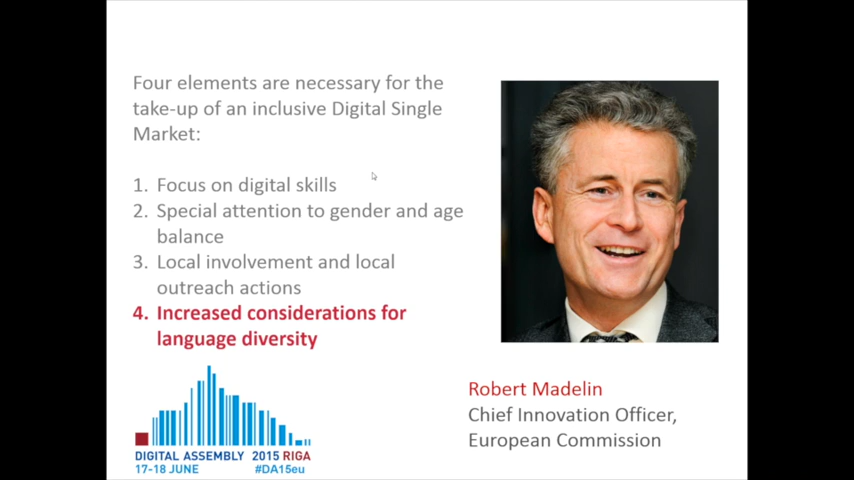 Four elements are necessary for the
take-up of an inclusive Digital Single
Market:
1. Focus on digital skills
2. Special attention to gender and age
balance
3. Local involvement and local
outreach actions
4. Increased considerations for
language diversity
DIGITAL ASSEMBLY 2015 RIGA
17-18 JUNE #DA15eu
Robert Madelin
Chief Innovation Officer,
European Commission